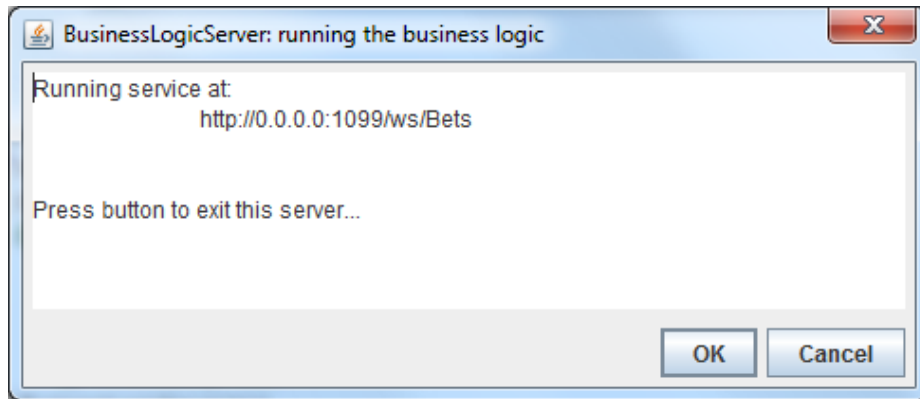 BusinessLogicServer: running the business logic
Running service at:
http://0.0.0.0:1099/ws/Bets
Press button to exit this server...
OK
Cancel